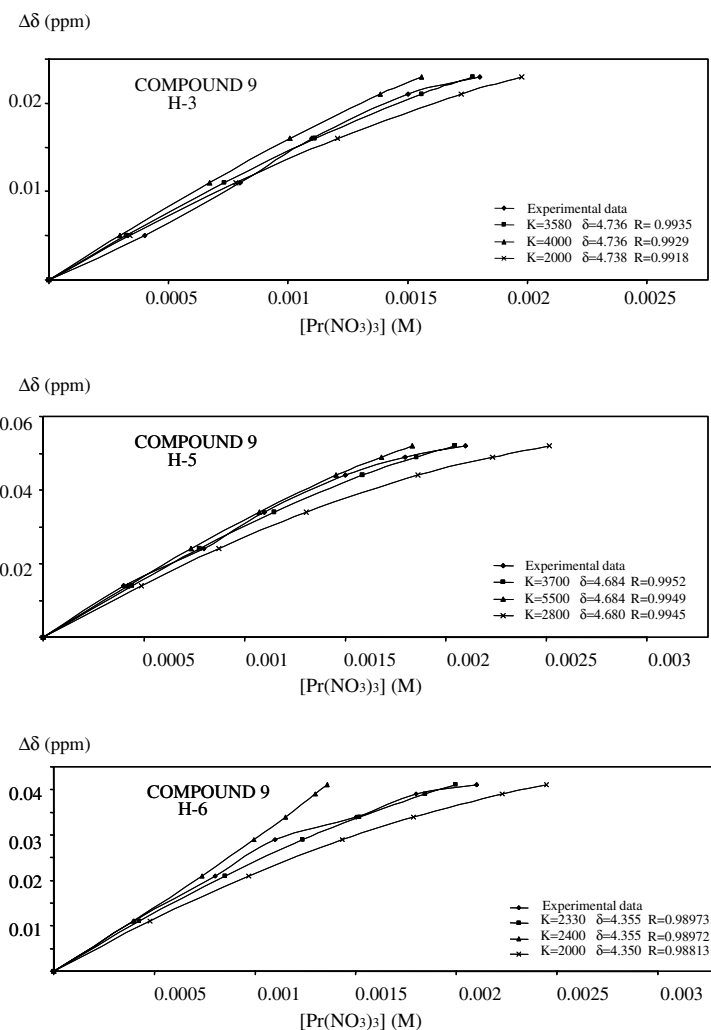 Δδ (ppm)
COMPOUND 9
H-3
0.02
0.01
Experimental data
K=3580 δ=4.736 R= 0.9935
K=4000 δ=4.736 R=0.9929
K=2000 δ=4.738 R=0.9918
0.0005 0.001 0.0015 0.002 0.0025
[Pr(NO3)3] (M)
Δδ (ppm)
0.06
COMPOUND 9
H-5
0.04
0.02
Experimental data
K=3700 δ=4.684 R=0.9952
K=5500 δ=4.684 R=0.9949
K=2800 δ=4.680 R=0.9945
0.0005 0.001 0.0015 0.002 0.0025 0.003
[Pr(NO3)3] (M)
Δδ (ppm)
COMPOUND 9
H-6
0.04
0.03
0.02
0.01
Experimental data
K=2330 δ=4.355 R=0.98973
K=2400 δ=4.355 R=0.98972
K=2000 δ=4.350 R=0.98813
0.0005 0.001 0.0015 0.002 0.0025 0.003
[Pr(NO3)3] (M)